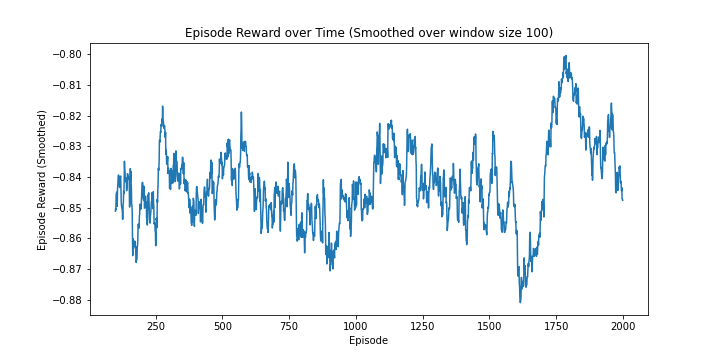 Episode Reward over Time (Smoothed over window size 100)
−0.80
−0.81
−0.82
−0.83
−0.84
−0.85
−0.86
−0.87
−0.88
Episode Reward (Smoothed)
250 500 750 1000 1250 1500 1750 2000
Episode